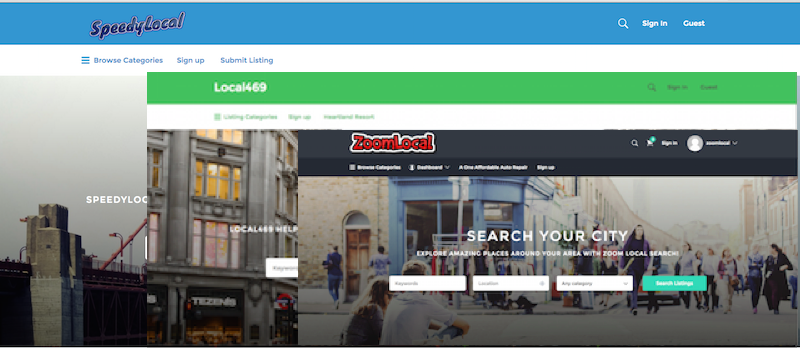 SpeedyLocal
Sign In
Guest
Browse Categories
Sign up
Submit Listing
SPEEDYLOC
Local469
Sign In
Guest
Listing Categories
Sign up
Heartland Resort
LOCAL469 HELP
Keywords
TEZENIS
ZoomLocal
Sign In
zoomlocal
Browse Categories
Dashboard
A One Affordable Auto Repair
Sign up
SEARCH YOUR CITY
EXPLORE AMAZING PLACES AROUND YOUR AREA WITH ZOOM LOCAL SEARCH!
Keywords
Location
Any category
Search Listings